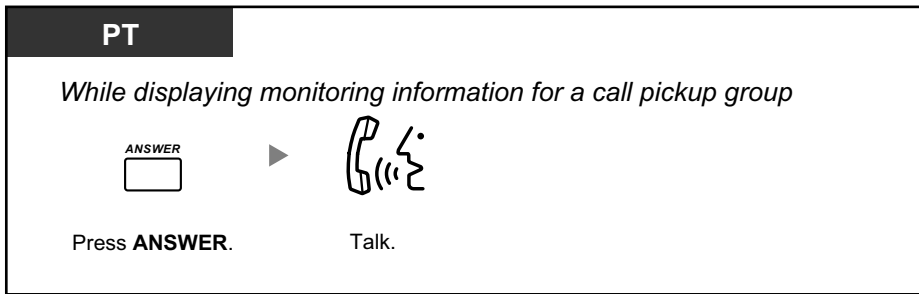 PT
While displaying monitoring information for a call pickup group
ANSWER
Press ANSWER.
Talk.